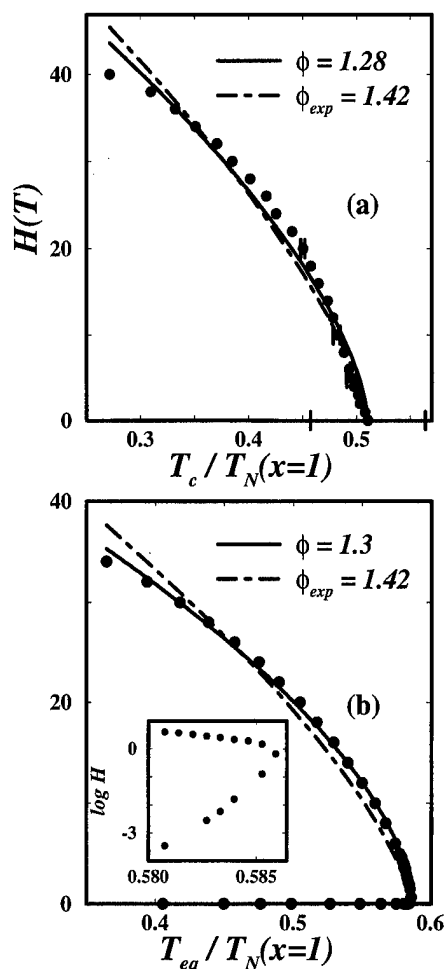 40
20
0
H(T)
ϕ = 1.28
ϕexp = 1.42
(a)
0.3
0.4
0.5
Tc / TN(x=1)
40
20
0
ϕ = 1.3
ϕexp = 1.42
(b)
log H
0
-3
0.580
0.585
0.4
0.5
0.6
Teq / TN(x=1)